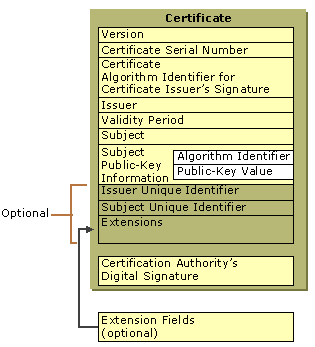 Certificate
Version
Certificate Serial Number
Certificate
Algorithm Identifier for
Certificate Issuer's Signature
Issuer
Validity Period
Subject
Subject
Public-Key
Information
Algorithm Identifier
Public-Key Value
Optional
Issuer Unique Identifier
Subject Unique Identifier
Extensions
Certification Authority's
Digital Signature
Extension Fields
(optional)